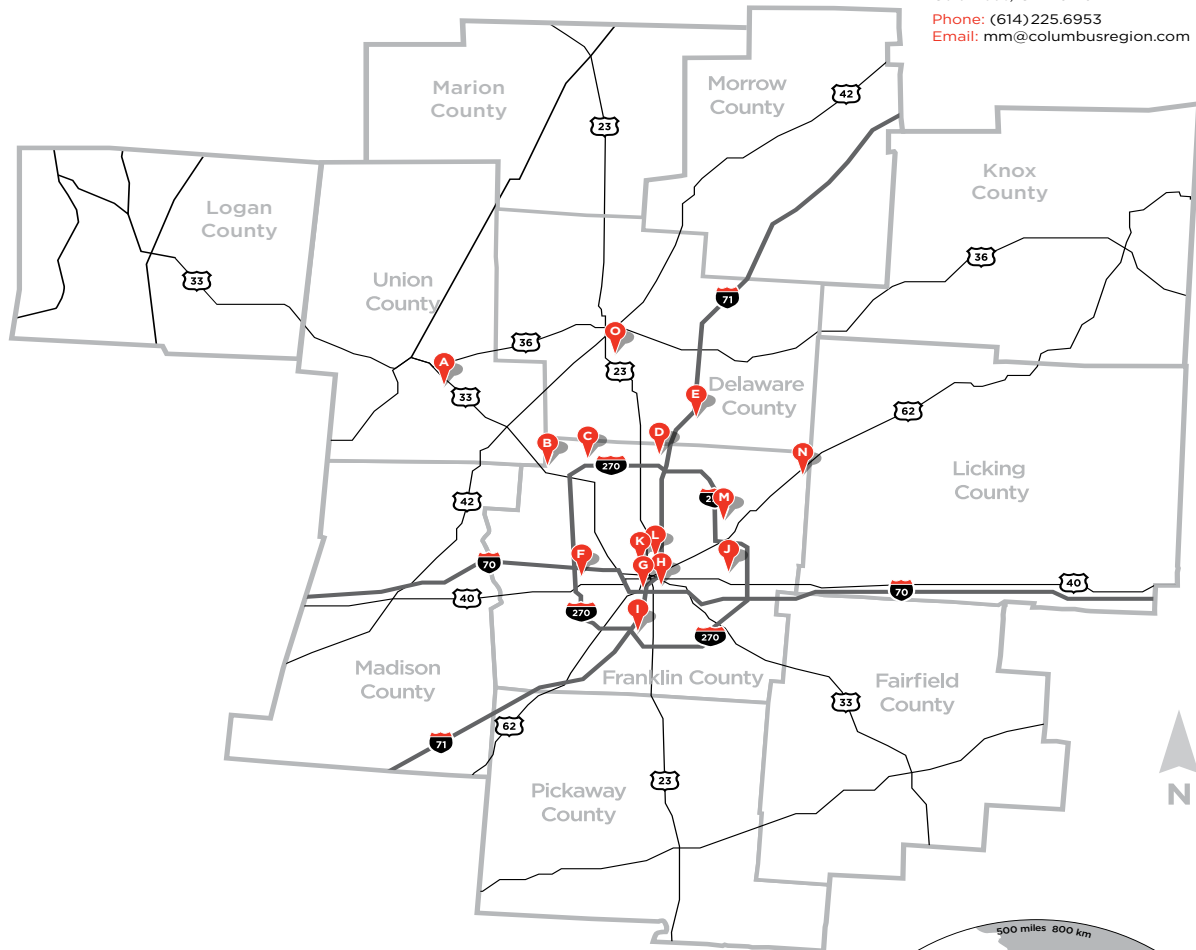 Phone: (614)225.6953
Email: mm@columbusregion.com
Marion
County
Morrow
County
42
23
Knox
County
Logan
County
33
Union
County
36
71
O
36
A
23
33
E
Delaware
County
62
B
C
D
N
270
Licking
County
42
M
K
L
F
J
70
G
H
40
40
70
270
I
270
Madison
County
Franklin County
Fairfield
County
33
62
71
23
Pickaway
County
N
500 miles 800 km